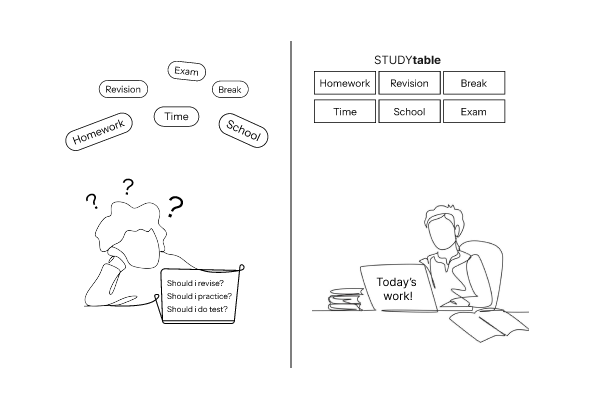 Exam
Revision
Break
Time
Homework
School
? ? ?
Should i revise?
Should i practice?
Should i do test?
STUDYtable
Homework Revision Break
Time School Exam
Today's
work!